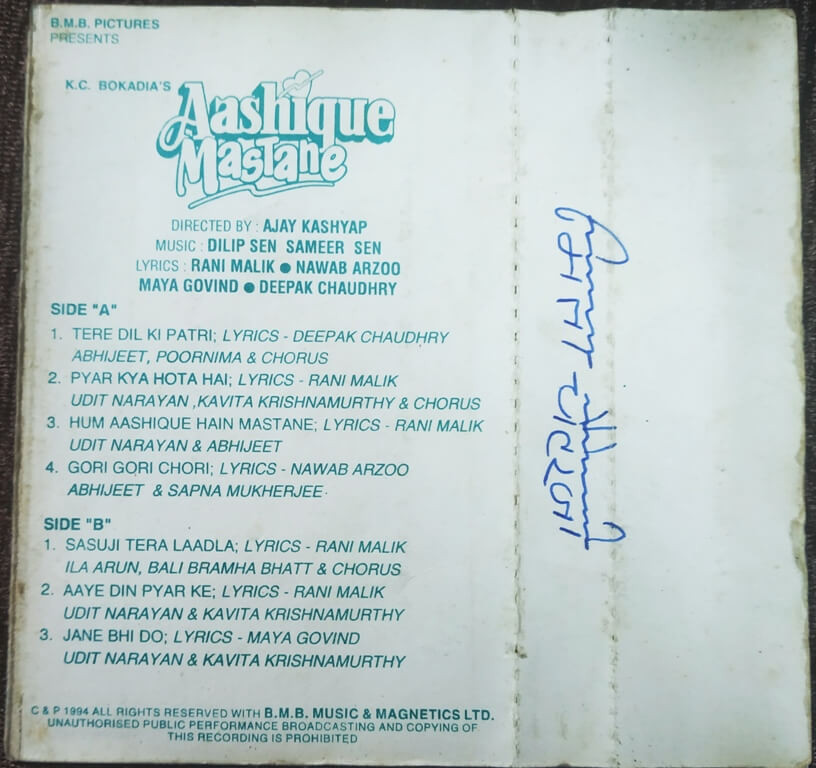 B.M.B. PICTURES
PRESENTS
K.C. BOKADIA'S
Aashique
Mastane
DIRECTED BY : AJAY KASHYAP
MUSIC : DILIP SEN SAMEER SEN
LYRICS : RANI MALIK ● NAWAB ARZOO
MAYA GOVIND ● DEEPAK CHAUDHRY
SIDE "A"
1. TERE DIL KI PATRI; LYRICS - DEEPAK CHAUDHRY
ABHIJEET, POORNIMA & CHORUS
2. PYAR KYA HOTA HAI; LYRICS - RANI MALIK
UDIT NARAYAN ,KAVITA KRISHNAMURTHY & CHORUS
3. HUM AASHIQUE HAIN MASTANE; LYRICS - RANI MALIK
UDIT NARAYAN & ABHIJEET
4. GORI GORI CHORI; LYRICS - NAWAB ARZOO
ABHIJEET & SAPNA MUKHERJEE.
SIDE "B"
1. SASUJI TERA LAADLA; LYRICS - RANI MALIK
ILA ARUN, BALI BRAMHA BHATT & CHORUS
2. AAYE DIN PYAR KE; LYRICS - RANI MALIK
UDIT NARAYAN & KAVITA KRISHNAMURTHY
3. JANE BHI DO; LYRICS - MAYA GOVIND
UDIT NARAYAN & KAVITA KRISHNAMURTHY
C & P 1994 ALL RIGHTS RESERVED WITH B.M.B. MUSIC & MAGNETICS LTD.
UNAUTHORISED PUBLIC PERFORMANCE BROADCASTING AND COPYING OF
THIS RECORDING IS PROHIBITED